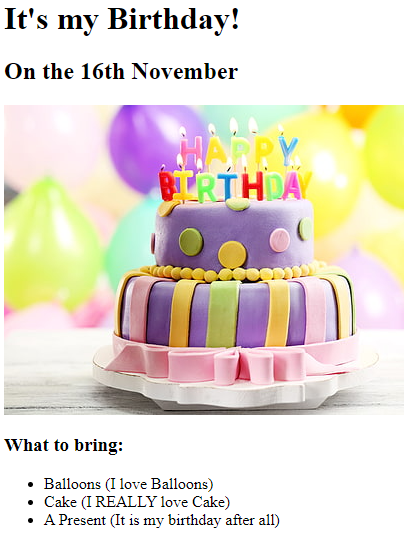 It's my Birthday!
On the 16th November
HAPPY
BIRTHDAY
What to bring:
Balloons (I love Balloons)
Cake (I REALLY love Cake)
A Present (It is my birthday after all)